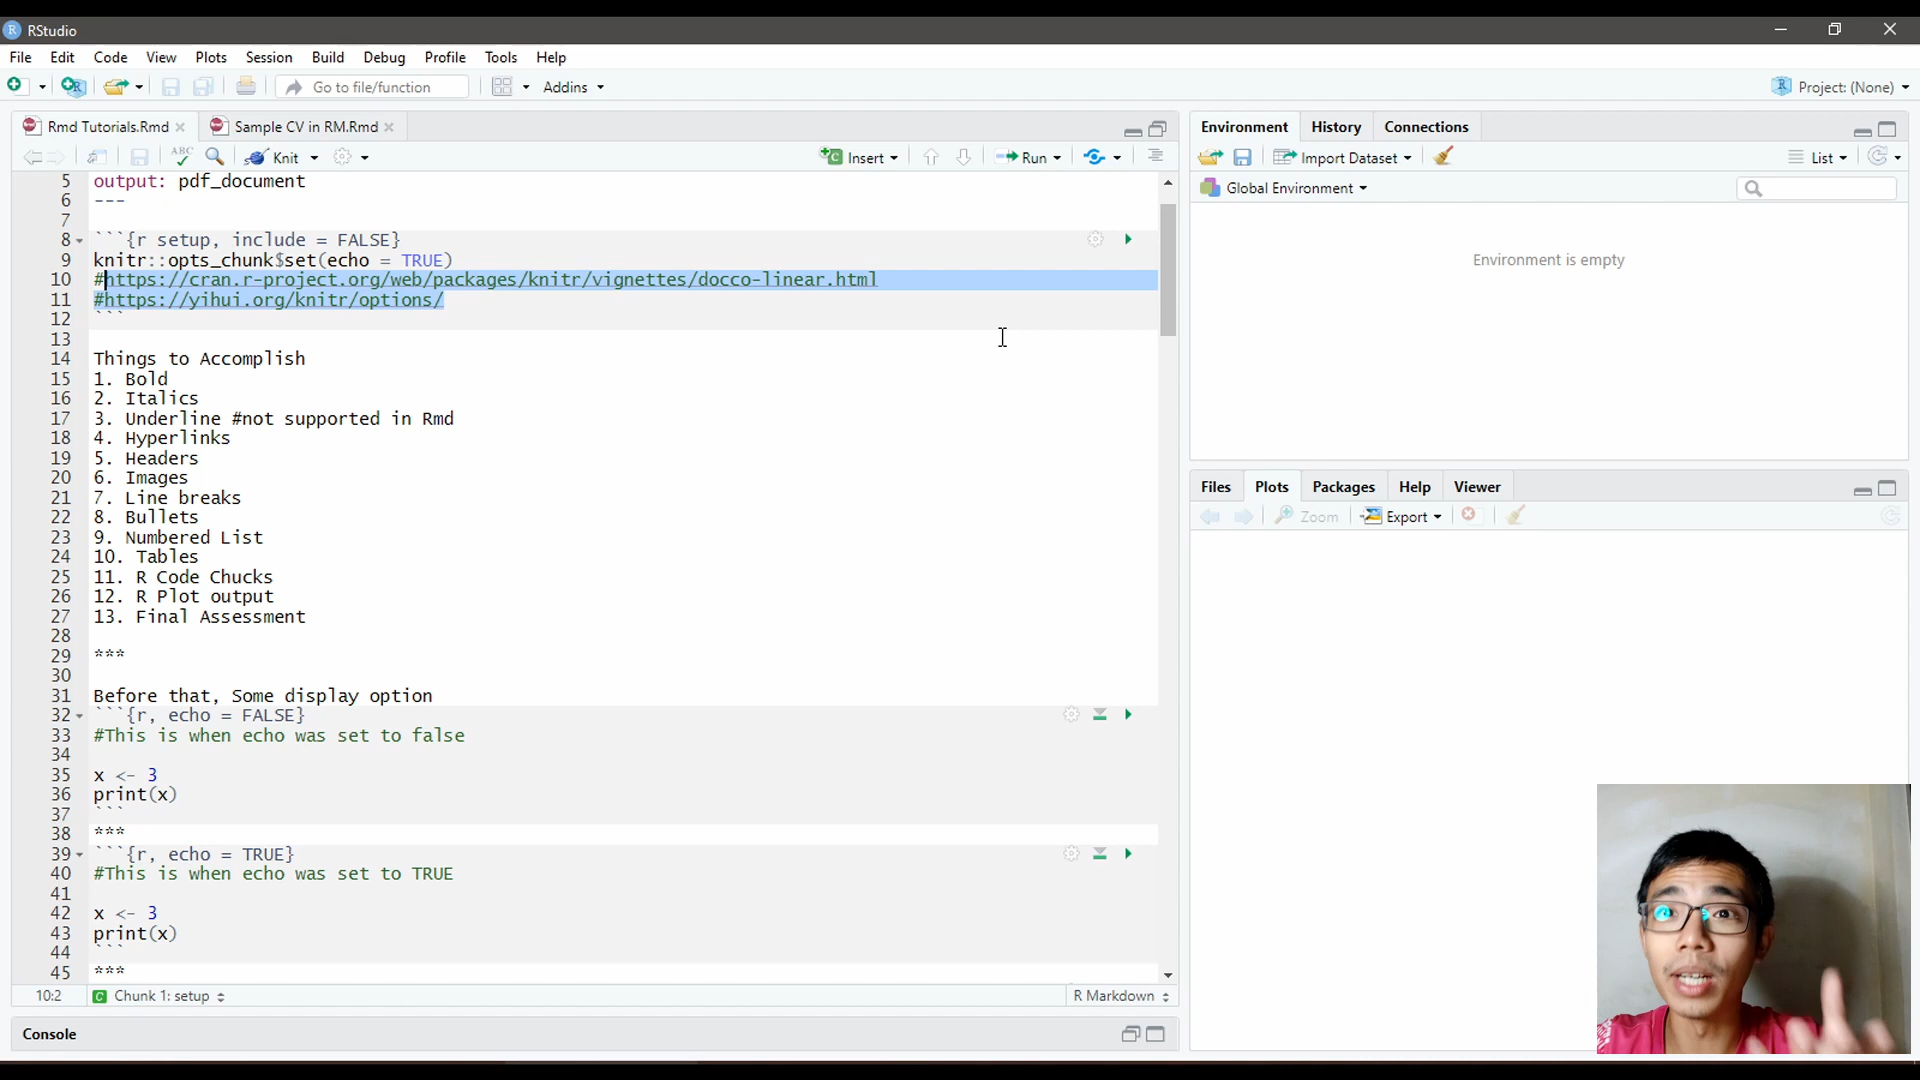 RStudio
File Edit Code View Plots Session Build Debug Profile Tools Help
Go to file/function Addins Project: (None)
Rmd Tutorials.Rmd Sample CV in RM.Rmd
ABC Knit Insert Run
5 output: pdf_document
6 ---
7
8 ```{r setup, include = FALSE}
9 knitr::opts_chunk$set(echo = TRUE)
10 #https://cran.r-project.org/web/packages/knitr/vignettes/docco-linear.html
11 #https://yihui.org/knitr/options/
12 ```
13
14 Things to Accomplish
15 1. Bold
16 2. Italics
17 3. Underline #not supported in Rmd
18 4. Hyperlinks
19 5. Headers
20 6. Images
21 7. Line breaks
22 8. Bullets
23 9. Numbered List
24 10. Tables
25 11. R Code Chucks
26 12. R Plot output
27 13. Final Assessment
28
29 ***
30
31 Before that, Some display option
32 ```{r, echo = FALSE}
33 #This is when echo was set to false
34
35 x <- 3
36 print(x)
37 ```
38 ***
39 ```{r, echo = TRUE}
40 #This is when echo was set to TRUE
41
42 x <- 3
43 print(x)
44 ```
45 ***
10:2 Chunk 1: setup R Markdown
Console
Environment History Connections
Import Dataset List
Global Environment
Environment is empty
Files Plots Packages Help Viewer
Zoom Export